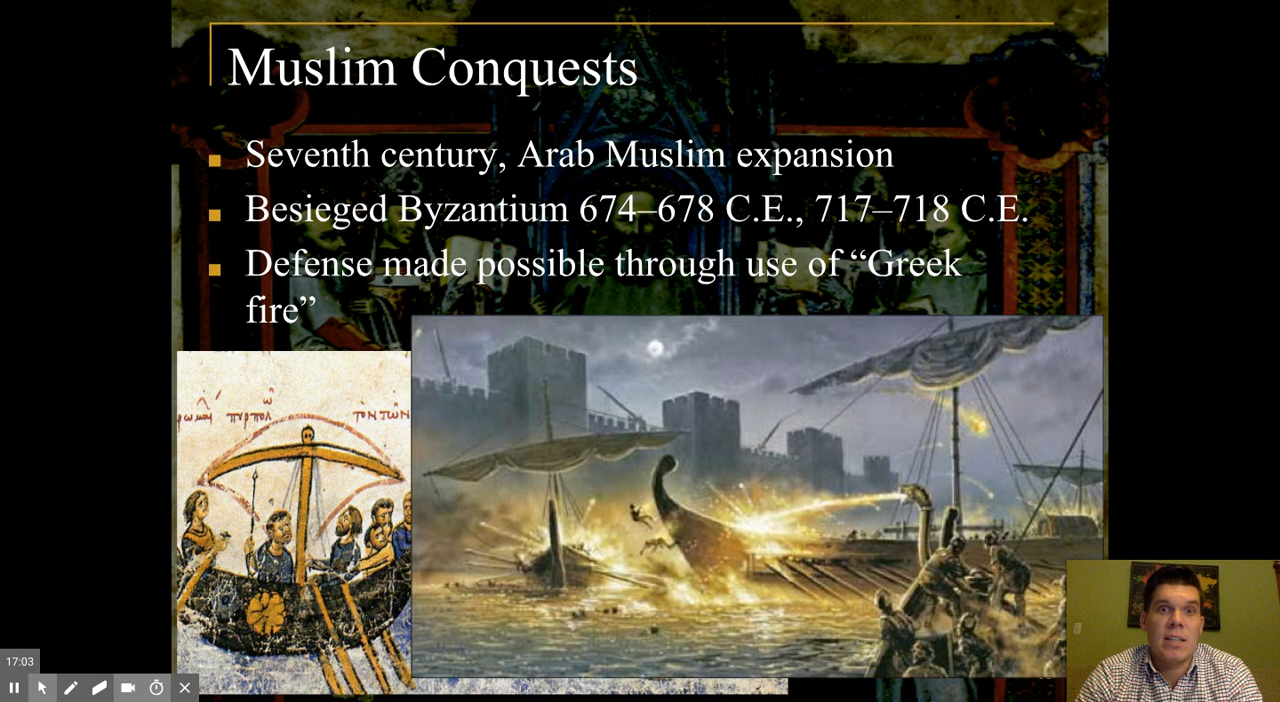 Muslim Conquests
Seventh century, Arab Muslim expansion
Besieged Byzantium 674–678 C.E., 717–718 C.E.
Defense made possible through use of “Greek
fire”
17:03